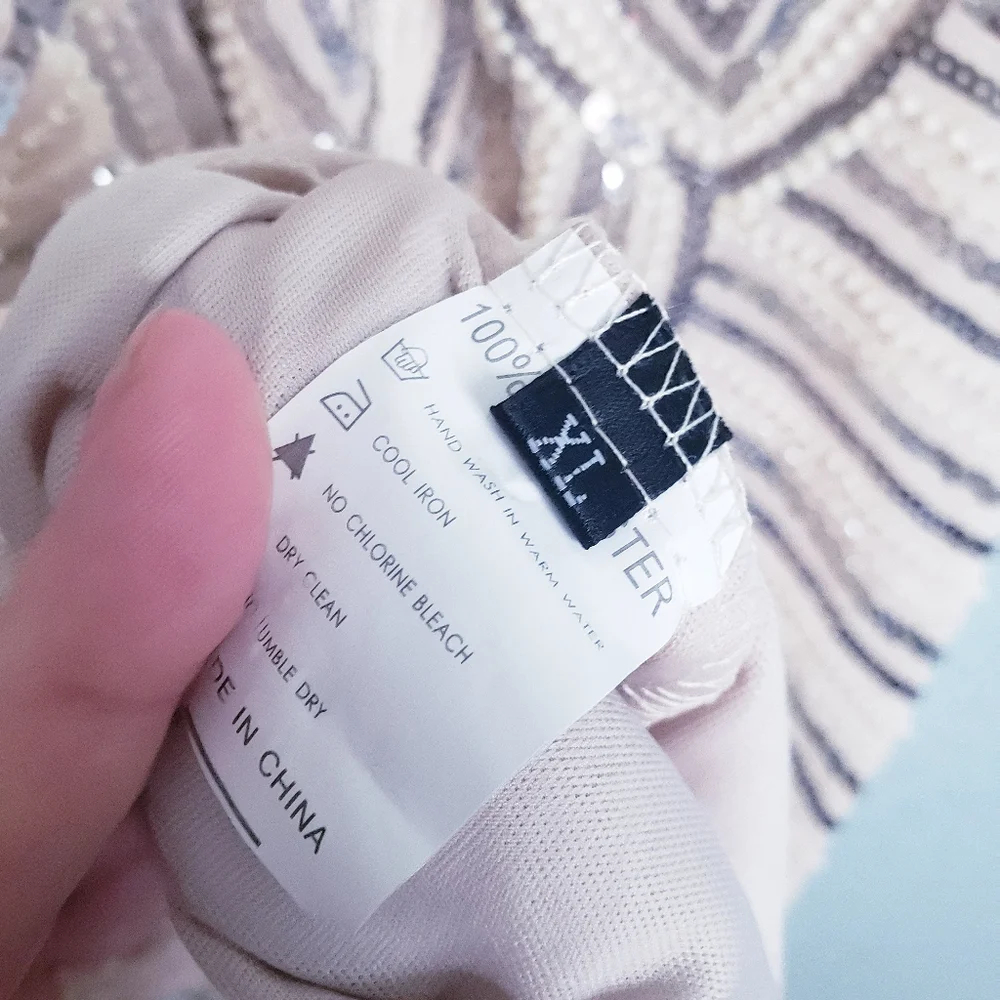 100%
XL
TER
HAND WASH IN WARM WATER
COOL IRON
NO CHLORINE BLEACH
DRY CLEAN
UMBLE DRY
DE IN CHINA